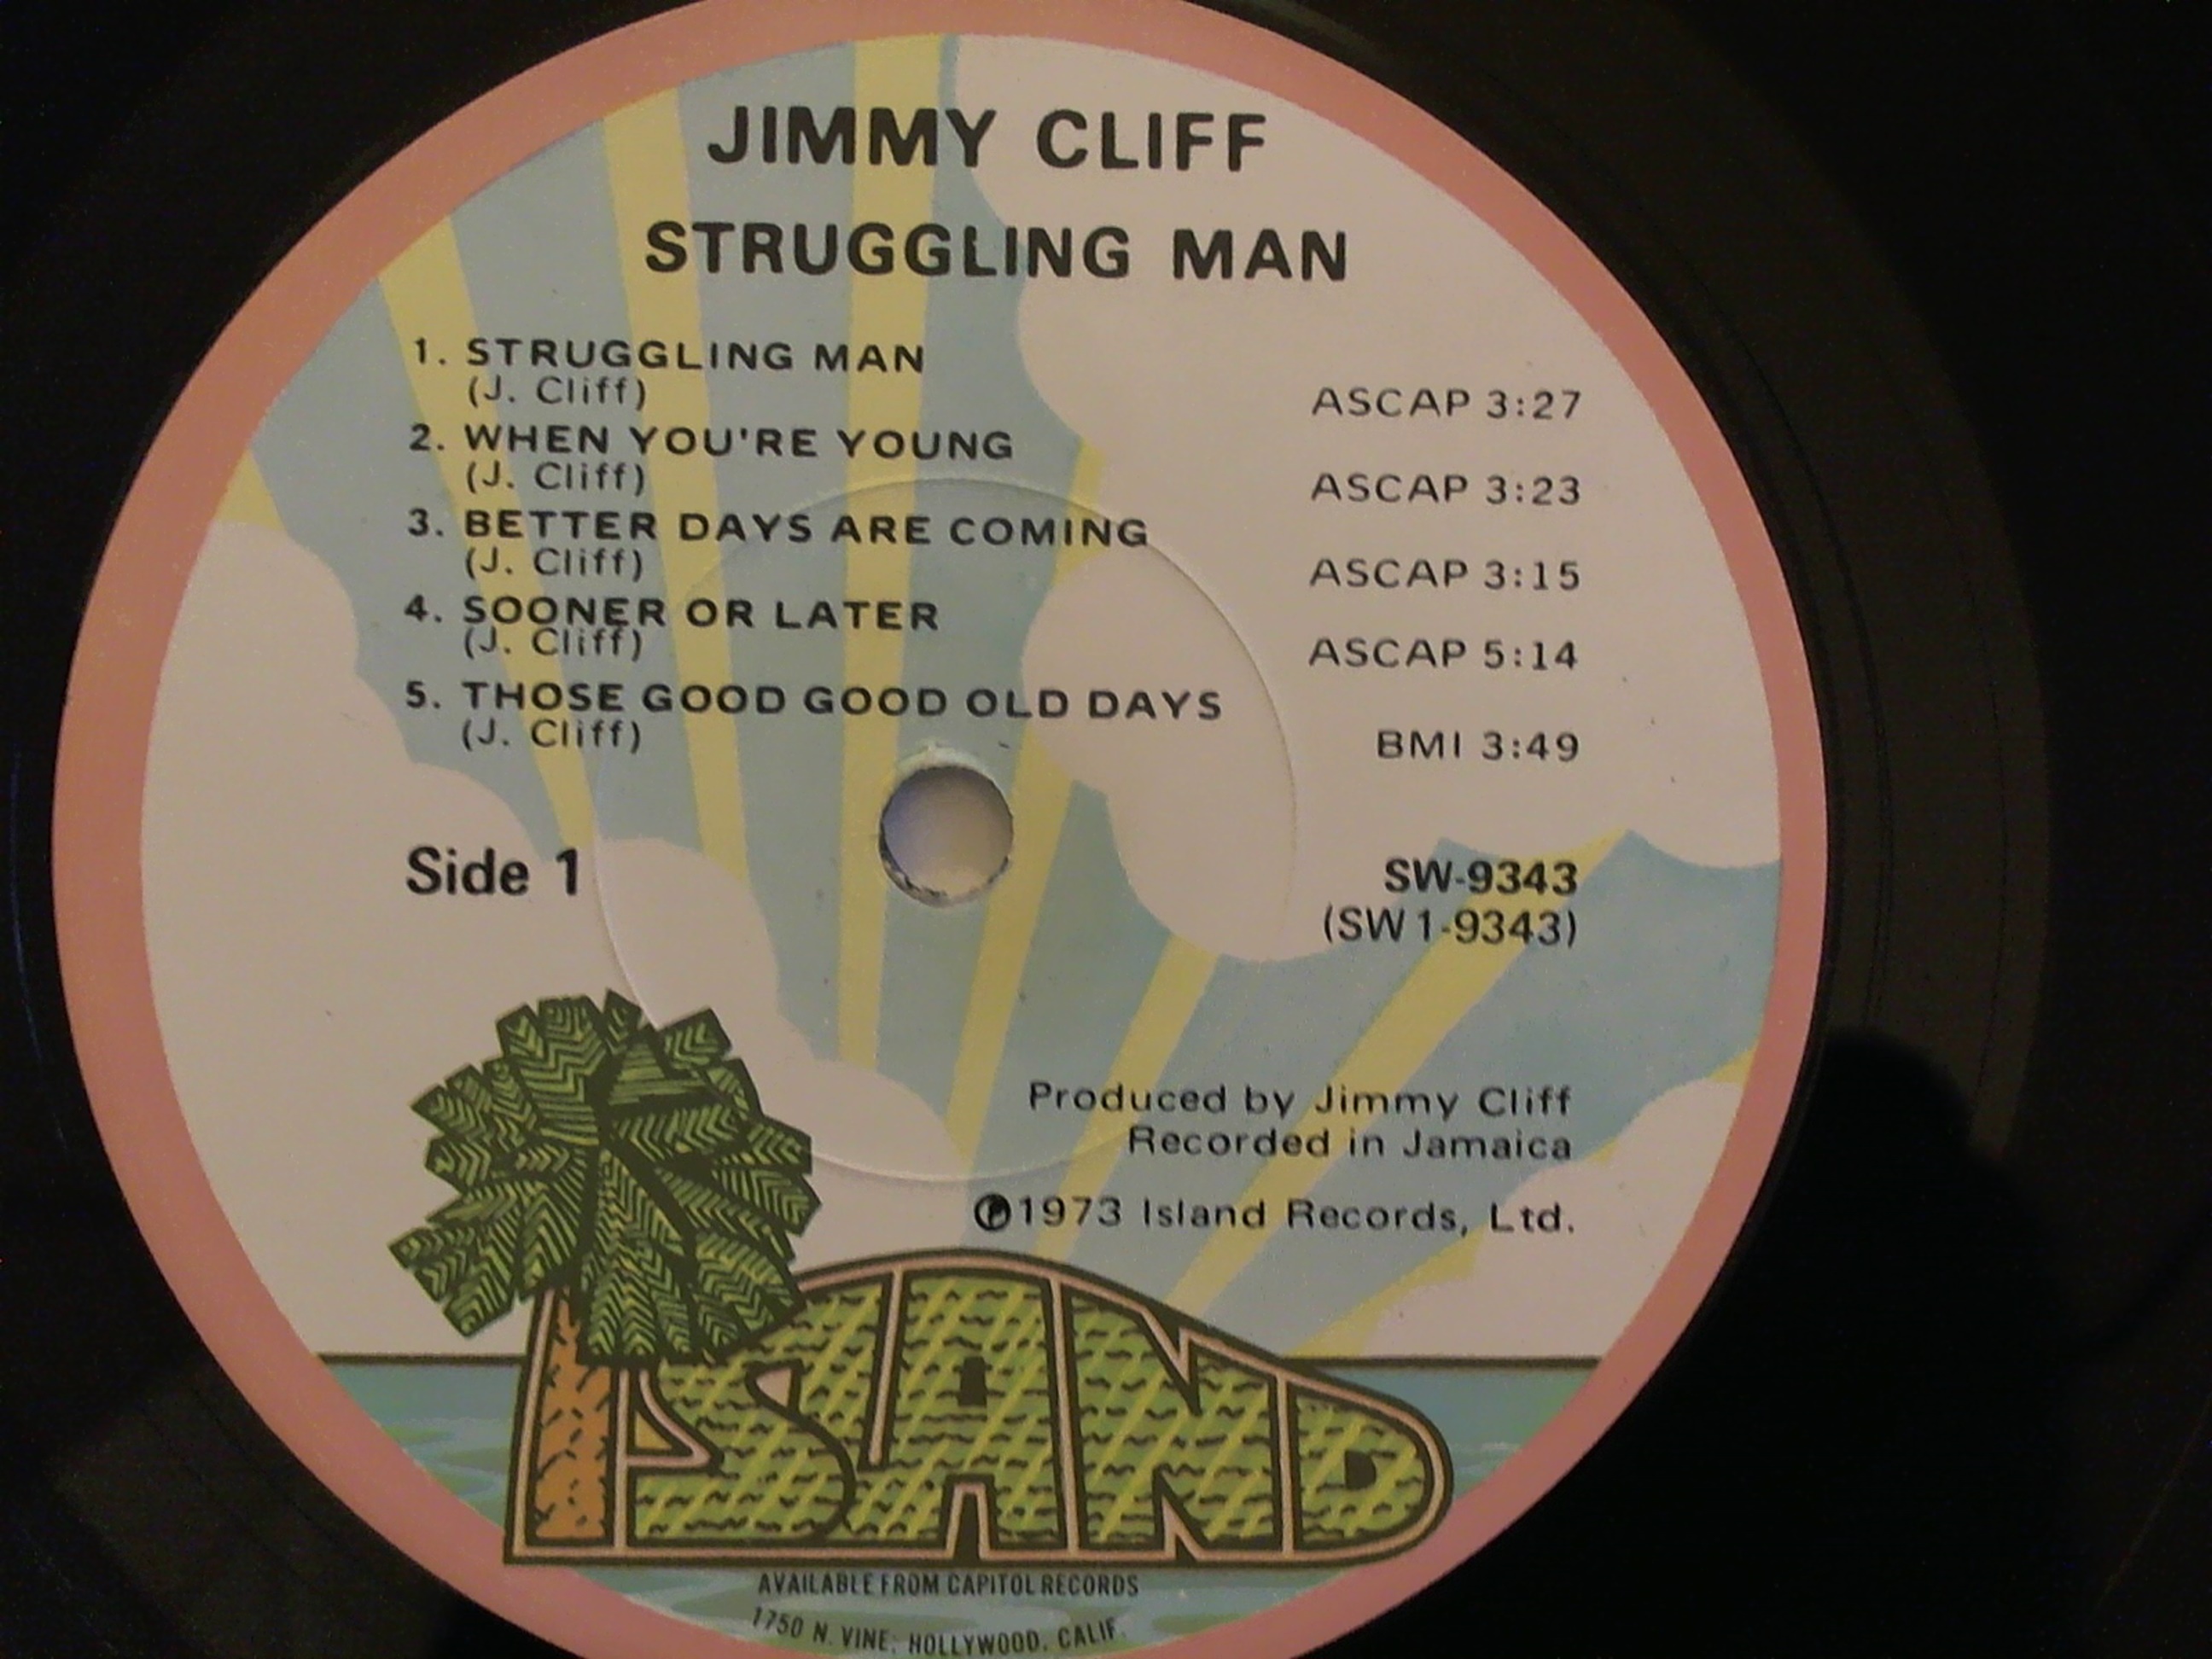 JIMMY CLIFF
STRUGGLING MAN
1. STRUGGLING MAN
(J. Cliff) ASCAP 3:27
2. WHEN YOU'RE YOUNG
(J. Cliff) ASCAP 3:23
3. BETTER DAYS ARE COMING
(J. Cliff) ASCAP 3:15
4. SOONER OR LATER
(J. Cliff) ASCAP 5:14
5. THOSE GOOD GOOD OLD DAYS
(J. Cliff) BMI 3:49
Side 1 SW-9343
(SW 1-9343)
Produced by Jimmy Cliff
Recorded in Jamaica
Ⓟ1973 Island Records, Ltd.
ISLAND
AVAILABLE FROM CAPITOL RECORDS
1750 N. VINE: HOLLYWOOD. CALIF.